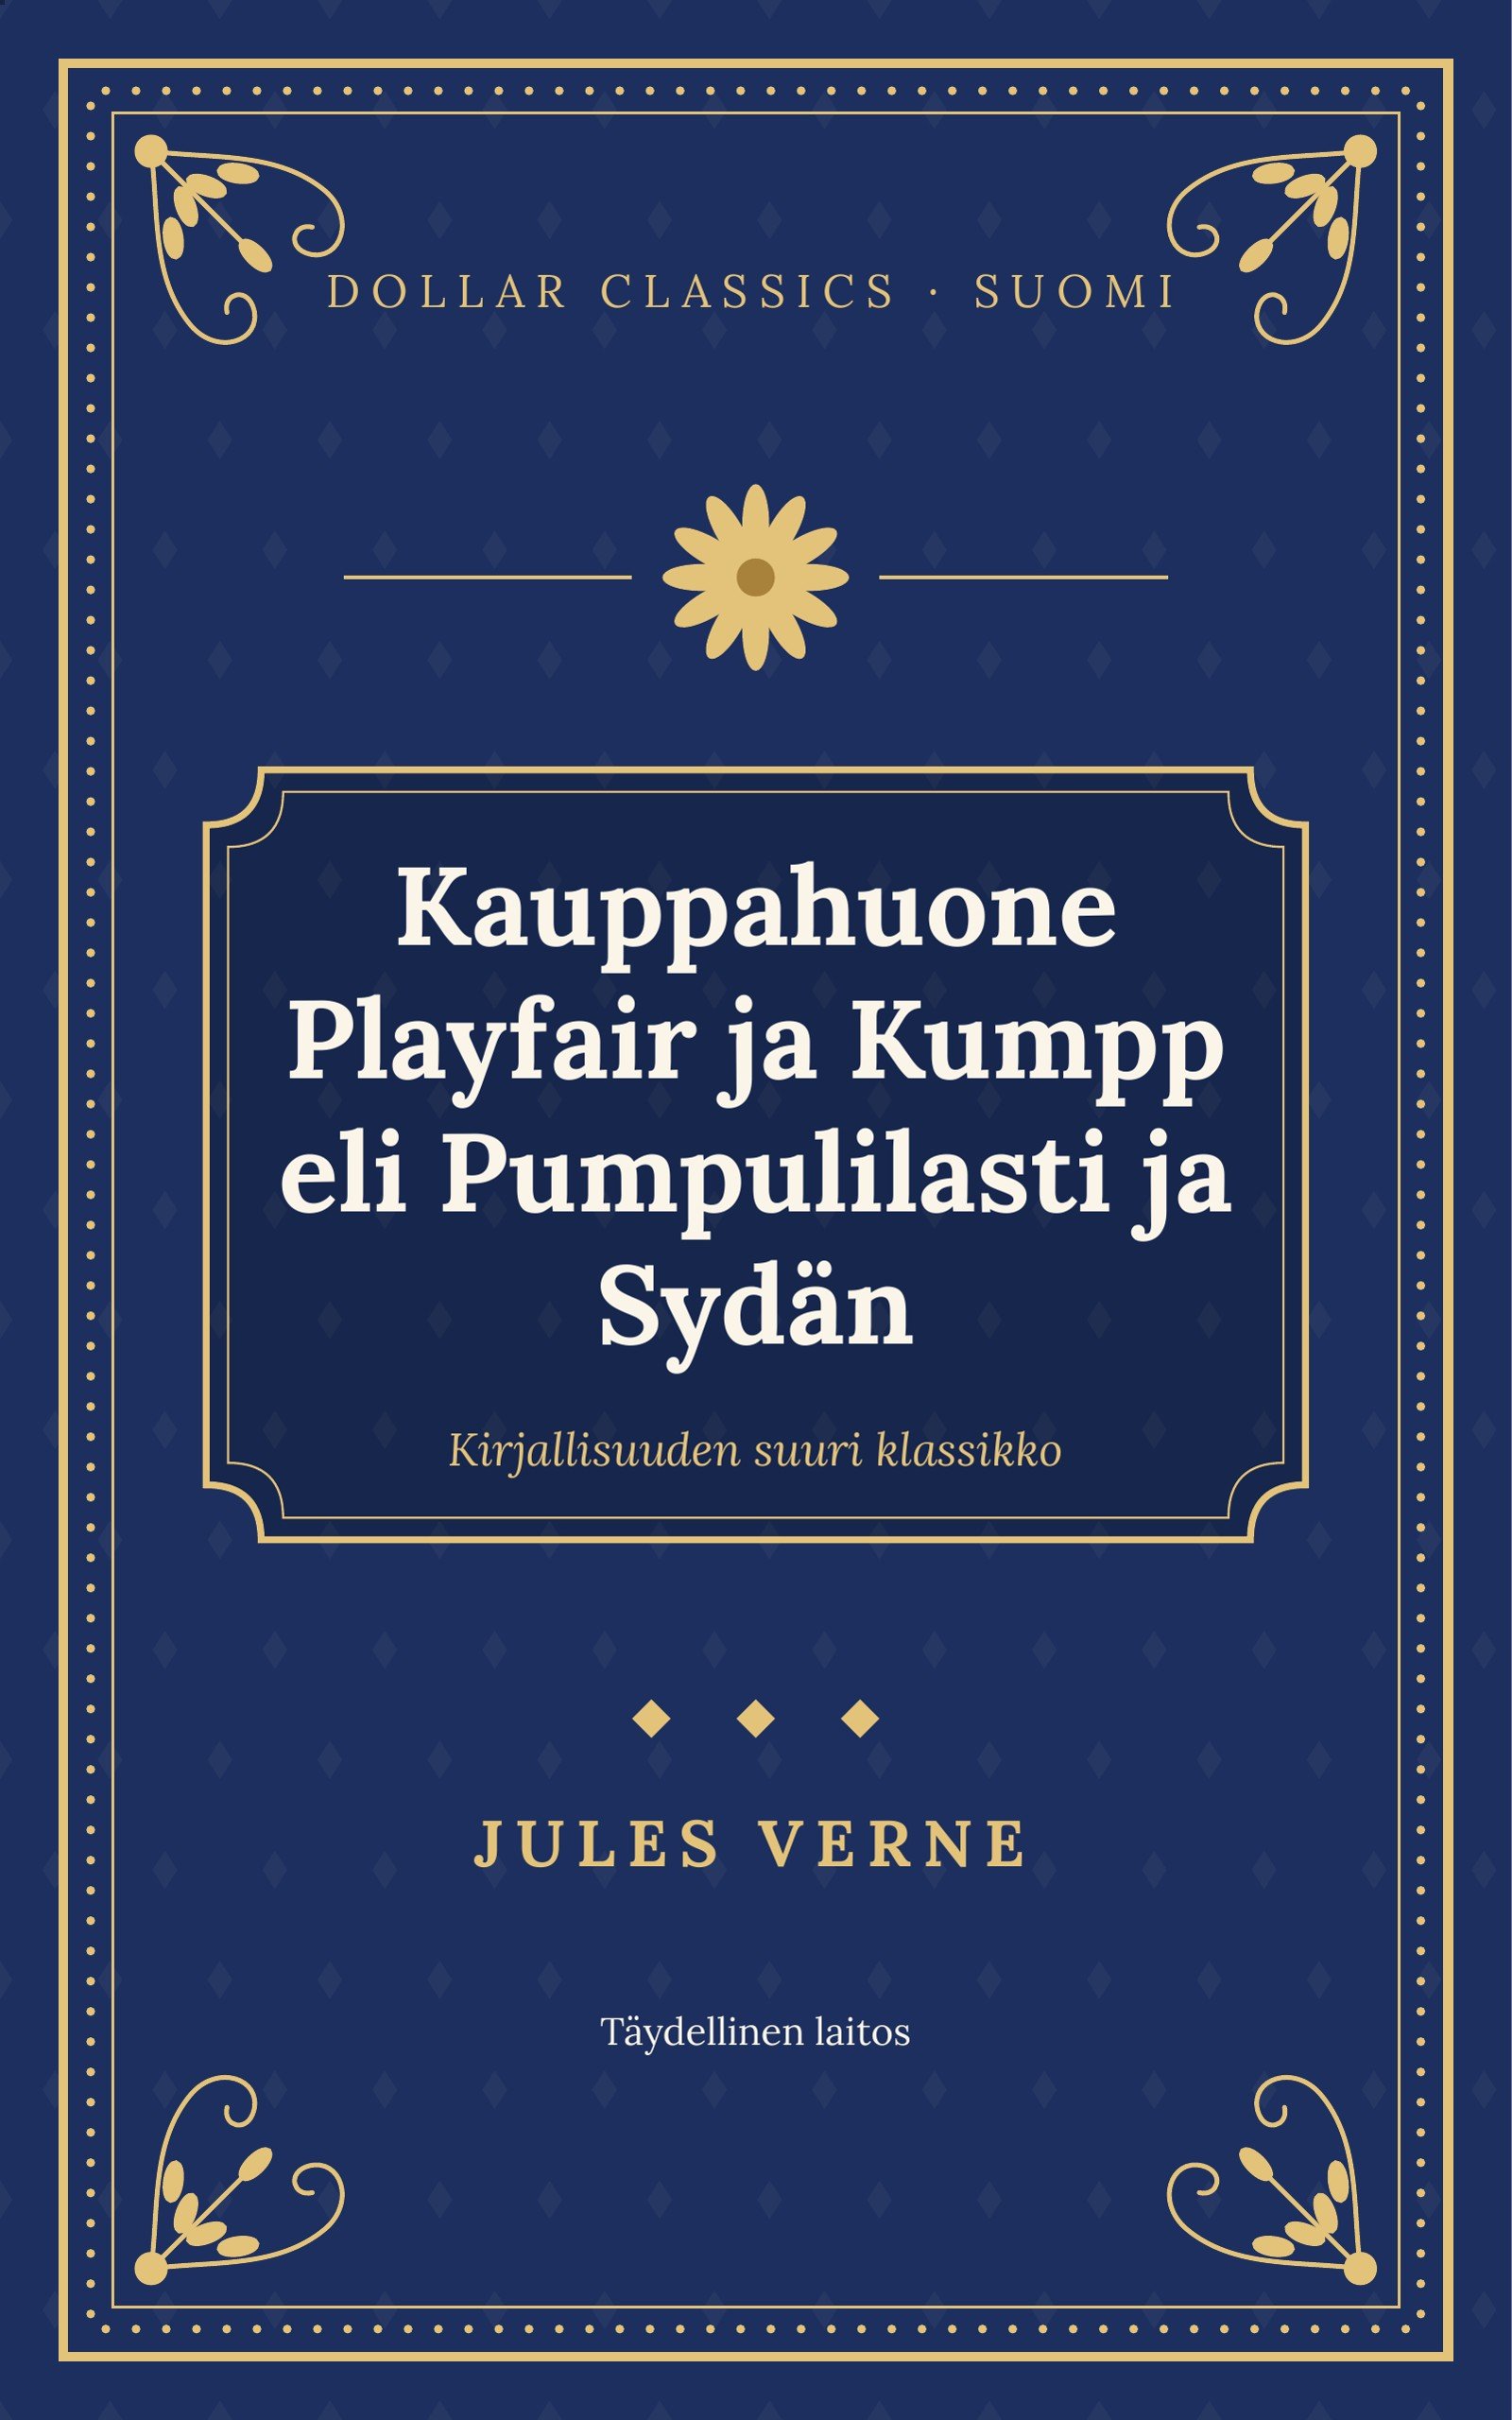 DOLLAR CLASSICS · SUOMI
Kauppahuone
Playfair ja Kumpp
eli Pumpulilasti ja
Sydän
Kirjallisuuden suuri klassikko
JULES VERNE
Täydellinen laitos